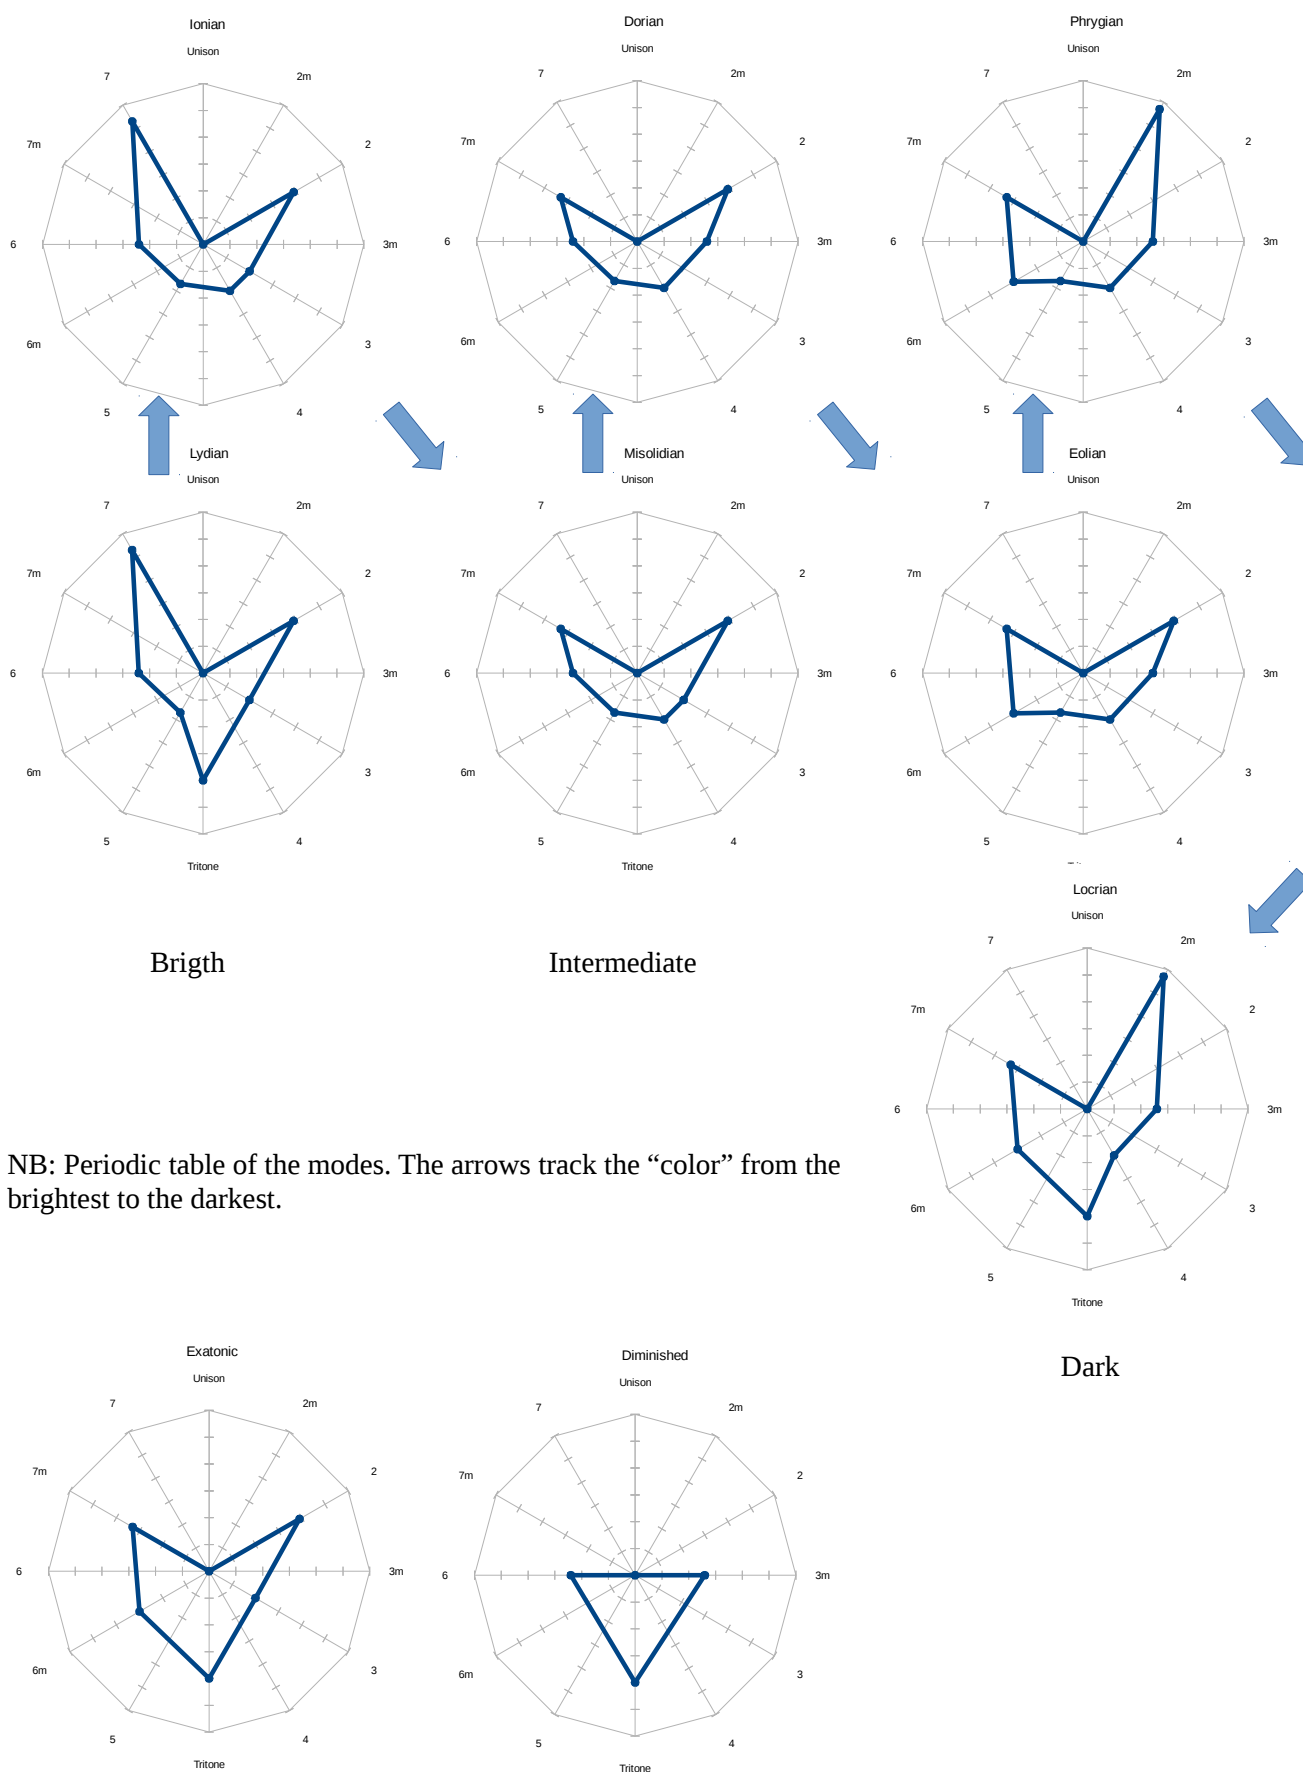 Ionian
Unison
7
2m
7m
2
6
3m
6m
3
5
4
Dorian
Unison
7
2m
7m
2
6
3m
6m
3
5
4
Phrygian
Unison
7
2m
7m
2
6
3m
6m
3
5
4
Lydian
Unison
7
2m
7m
2
6
3m
6m
3
5
4
Tritone
Misolidian
Unison
7
2m
7m
2
6
3m
6m
3
5
4
Tritone
Eolian
Unison
7
2m
7m
2
6
3m
6m
3
5
4
Locrian
Unison
7
2m
7m
2
6
3m
6m
3
5
4
Tritone
Brigth
Intermediate
NB: Periodic table of the modes. The arrows track the “color” from the
brightest to the darkest.
Dark
Exatonic
Unison
7
2m
7m
2
6
3m
6m
3
5
4
Tritone
Diminished
Unison
7
2m
7m
2
6
3m
6m
3
5
4
Tritone